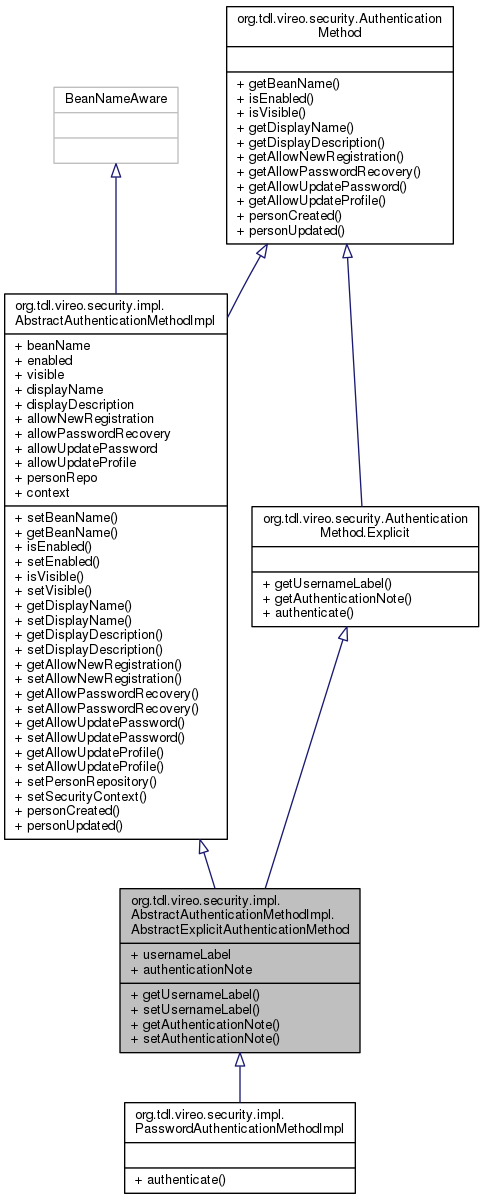 org.tdl.vireo.security.Authentication
Method
+ getBeanName()
+ isEnabled()
+ isVisible()
+ getDisplayName()
+ getDisplayDescription()
+ getAllowNewRegistration()
+ getAllowPasswordRecovery()
+ getAllowUpdatePassword()
+ getAllowUpdateProfile()
+ personCreated()
+ personUpdated()
BeanNameAware
org.tdl.vireo.security.impl.
AbstractAuthenticationMethodImpl
+ beanName
+ enabled
+ visible
+ displayName
+ displayDescription
+ allowNewRegistration
+ allowPasswordRecovery
+ allowUpdatePassword
+ allowUpdateProfile
+ personRepo
+ context
+ setBeanName()
+ getBeanName()
+ isEnabled()
+ setEnabled()
+ isVisible()
+ setVisible()
+ getDisplayName()
+ setDisplayName()
+ getDisplayDescription()
+ setDisplayDescription()
+ getAllowNewRegistration()
+ setAllowNewRegistration()
+ getAllowPasswordRecovery()
+ setAllowPasswordRecovery()
+ getAllowUpdatePassword()
+ setAllowUpdatePassword()
+ getAllowUpdateProfile()
+ setAllowUpdateProfile()
+ setPersonRepository()
+ setSecurityContext()
+ personCreated()
+ personUpdated()
org.tdl.vireo.security.Authentication
Method.Explicit
+ getUsernameLabel()
+ getAuthenticationNote()
+ authenticate()
org.tdl.vireo.security.impl.
AbstractAuthenticationMethodImpl.
AbstractExplicitAuthenticationMethod
+ usernameLabel
+ authenticationNote
+ getUsernameLabel()
+ setUsernameLabel()
+ getAuthenticationNote()
+ setAuthenticationNote()
org.tdl.vireo.security.impl.
PasswordAuthenticationMethodImpl
+ authenticate()